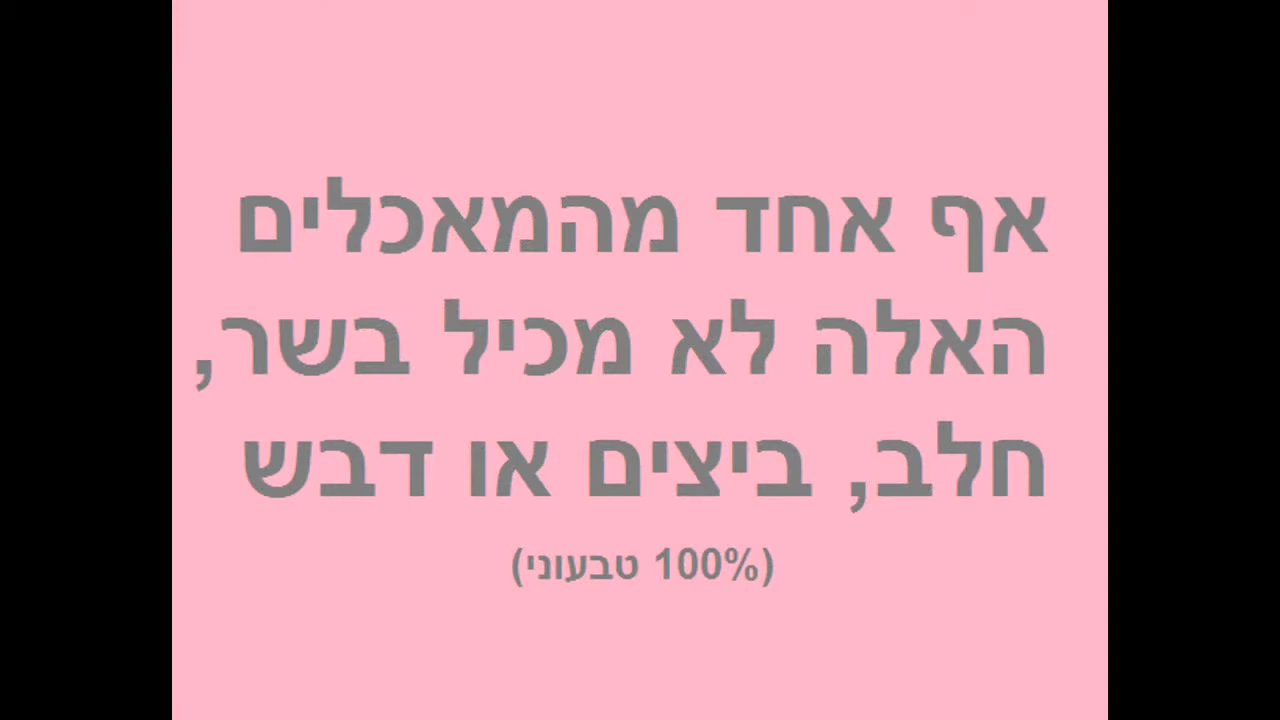 אף אחד מהמאכלים
האלה לא מכיל בשר,
חלב, ביצים או דבש
(100% טבעוני)